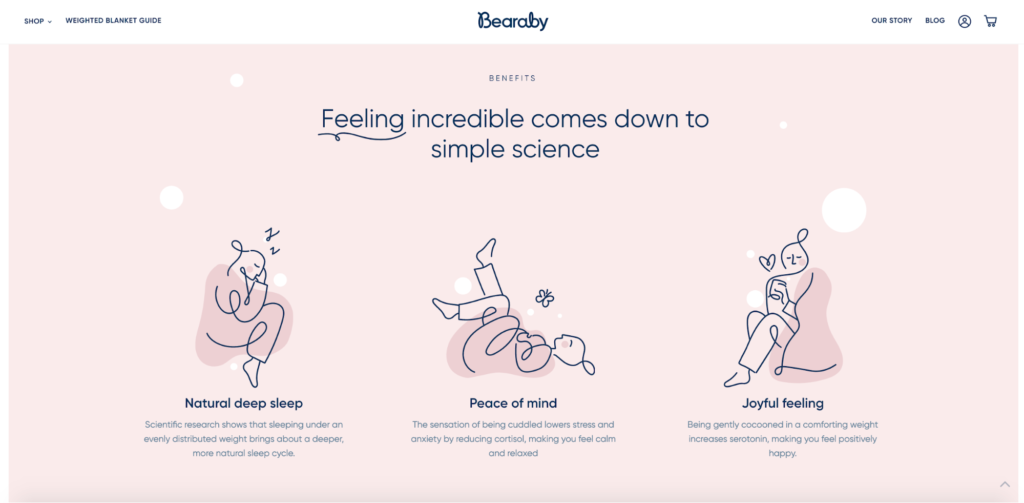 SHOP
WEIGHTED BLANKET GUIDE
Bearaby
OUR STORY
BLOG
BENEFITS
Feeling incredible comes down to
simple science
z
z
Natural deep sleep
Scientific research shows that sleeping under an
evenly distributed weight brings about a deeper,
more natural sleep cycle.
Peace of mind
The sensation of being cuddled lowers stress and
anxiety by reducing cortisol, making you feel calm
and relaxed
Joyful feeling
Being gently cocooned in a comforting weight
increases serotonin, making you feel positively
happy.